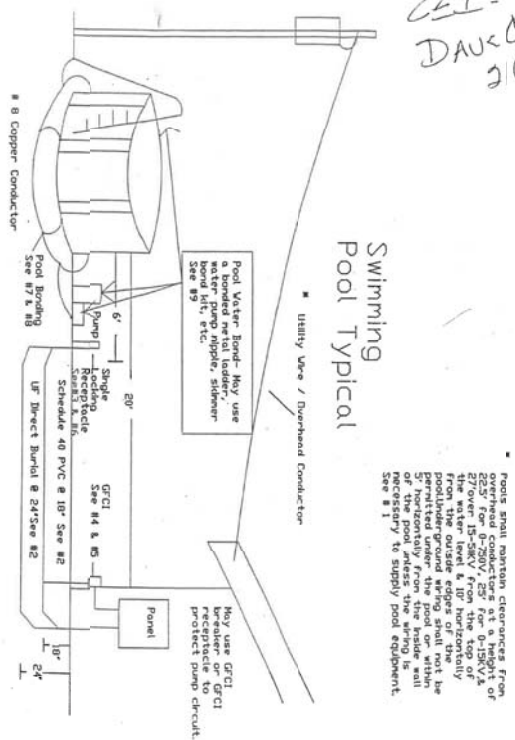 DAVE
Swimming
Pool Typical
* Utility Wire / Overhead Conductor
* Pools shall maintain clearances from
overhead conductors at a height of
22.5' for 0-750V, 25' for 0-15KV,&
27'over 15-50KV from the top of
the water level & 10' horizontally
from the outside edges of the
pool.Underground wiring shall not be
permitted under the pool or within
5' horizontally from the inside wall
of the pool unless the wiring is
necessary to supply pool equipment.
See # 1
Pool Water Bond- May use
a bonded metal ladder,
water pump nipple, skimmer
bond kit, etc.
See #9
6'
20'
Pump
Single
Locking
Receptacle
See#3 & #6
GFCI
See #4 & #5
May use GFCI
breaker or GFCI
receptacle to
protect pump circuit.
Panel
Pool Bonding
See #7 & #8
# 8 Copper Conductor
Schedule 40 PVC @ 18" See #2
UF Direct Burial @ 24"See #2
18"
24"